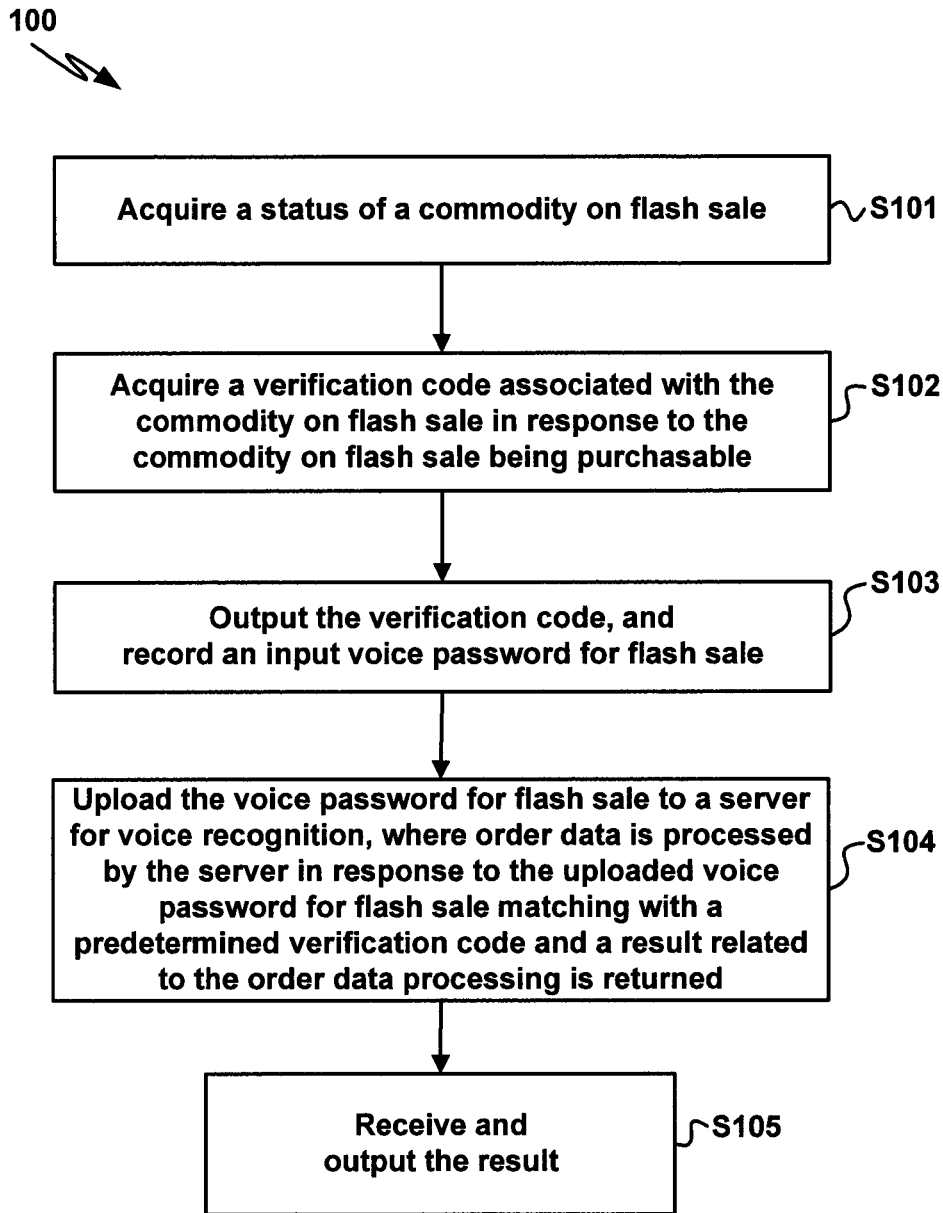 100
Acquire a status of a commodity on flash sale
S101
Acquire a verification code associated with the
commodity on flash sale in response to the
commodity on flash sale being purchasable
S102
Output the verification code, and
record an input voice password for flash sale
S103
Upload the voice password for flash sale to a server
for voice recognition, where order data is processed
by the server in response to the uploaded voice
password for flash sale matching with a
predetermined verification code and a result related
to the order data processing is returned
S104
Receive and
output the result
S105